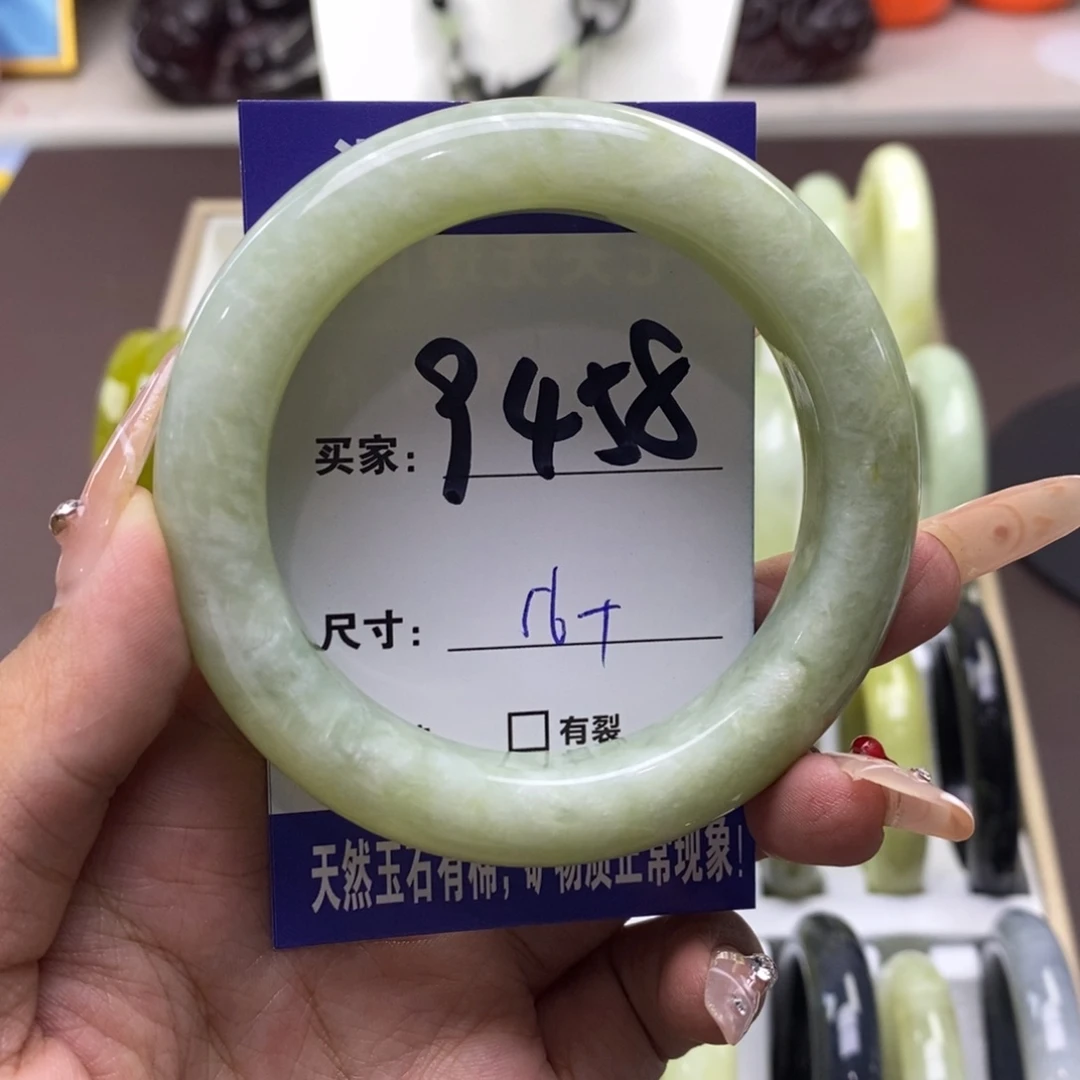 买家: 9458
尺寸:
有裂
天然玉石有棉, 矿物质正常现象!